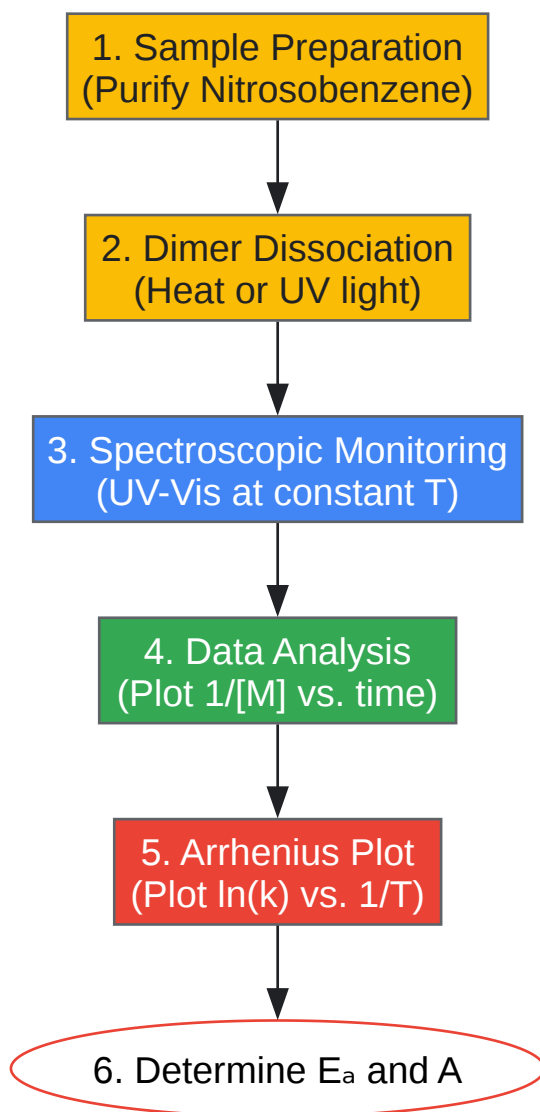 1. Sample Preparation
(Purify Nitrosobenzene)
2. Dimer Dissociation
(Heat or UV light)
3. Spectroscopic Monitoring
(UV-Vis at constant T)
4. Data Analysis
(Plot 1/[M] vs. time)
5. Arrhenius Plot
(Plot ln(k) vs. 1/T)
6. Determine Eₐ and A